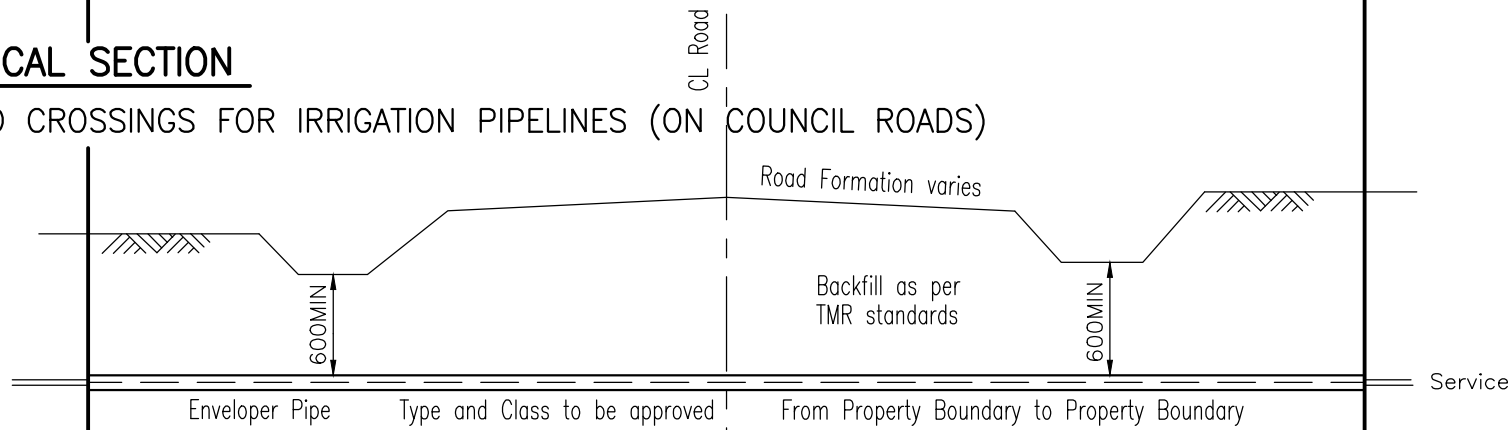 CAL SECTION
CROSSINGS FOR IRRIGATION PIPELINES (ON COUNCIL ROADS)
CL Road
Road Formation varies
600MIN
Backfill as per
TMR standards
600MIN
Service
Enveloper Pipe Type and Class to be approved From Property Boundary to Property Boundary